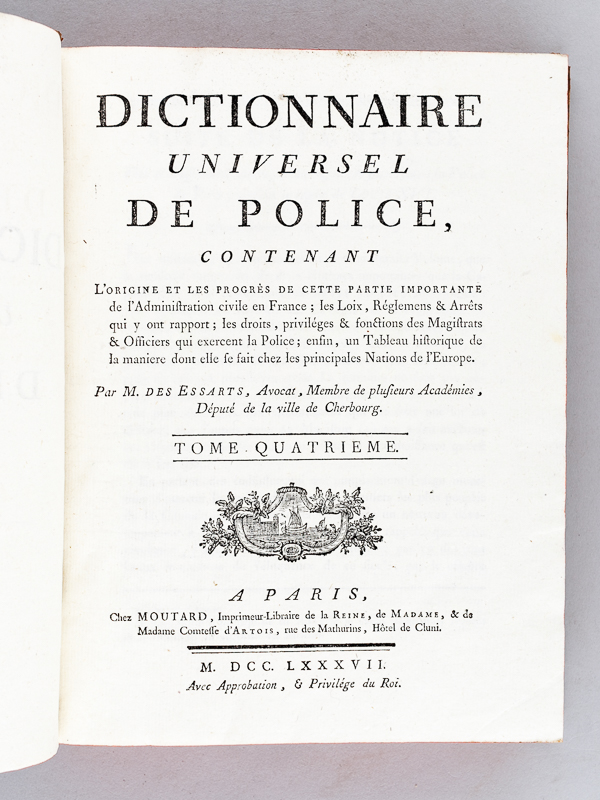 DICTIONNAIRE
UNIVERSEL
DE POLICE,
CONTENANT
L'ORIGINE ET LES PROGRÈS DE CETTE PARTIE IMPORTANTE
de l'Adminiſtration civile en France ; les Loix, Réglemens & Arrêts
qui y ont rapport ; les droits, priviléges & fonctions des Magiſtrats
& Officiers qui exercent la Police ; enfin, un Tableau hiſtorique de
la maniere dont elle ſe fait chez les principales Nations de l'Europe.
Par M. DES ESSARTS, Avocat, Membre de pluſieurs Académies,
Député de la ville de Cherbourg.
TOME QUATRIEME.
A PARIS,
Chez MOUTARD, Imprimeur-Libraire de la REINE, de MADAME, & de
Madame Comteſſe d'ARTOIS, rue des Mathurins, Hôtel de Cluni.
M. DCC. LXXXVII.
Avec Approbation, & Privilége du Roi.